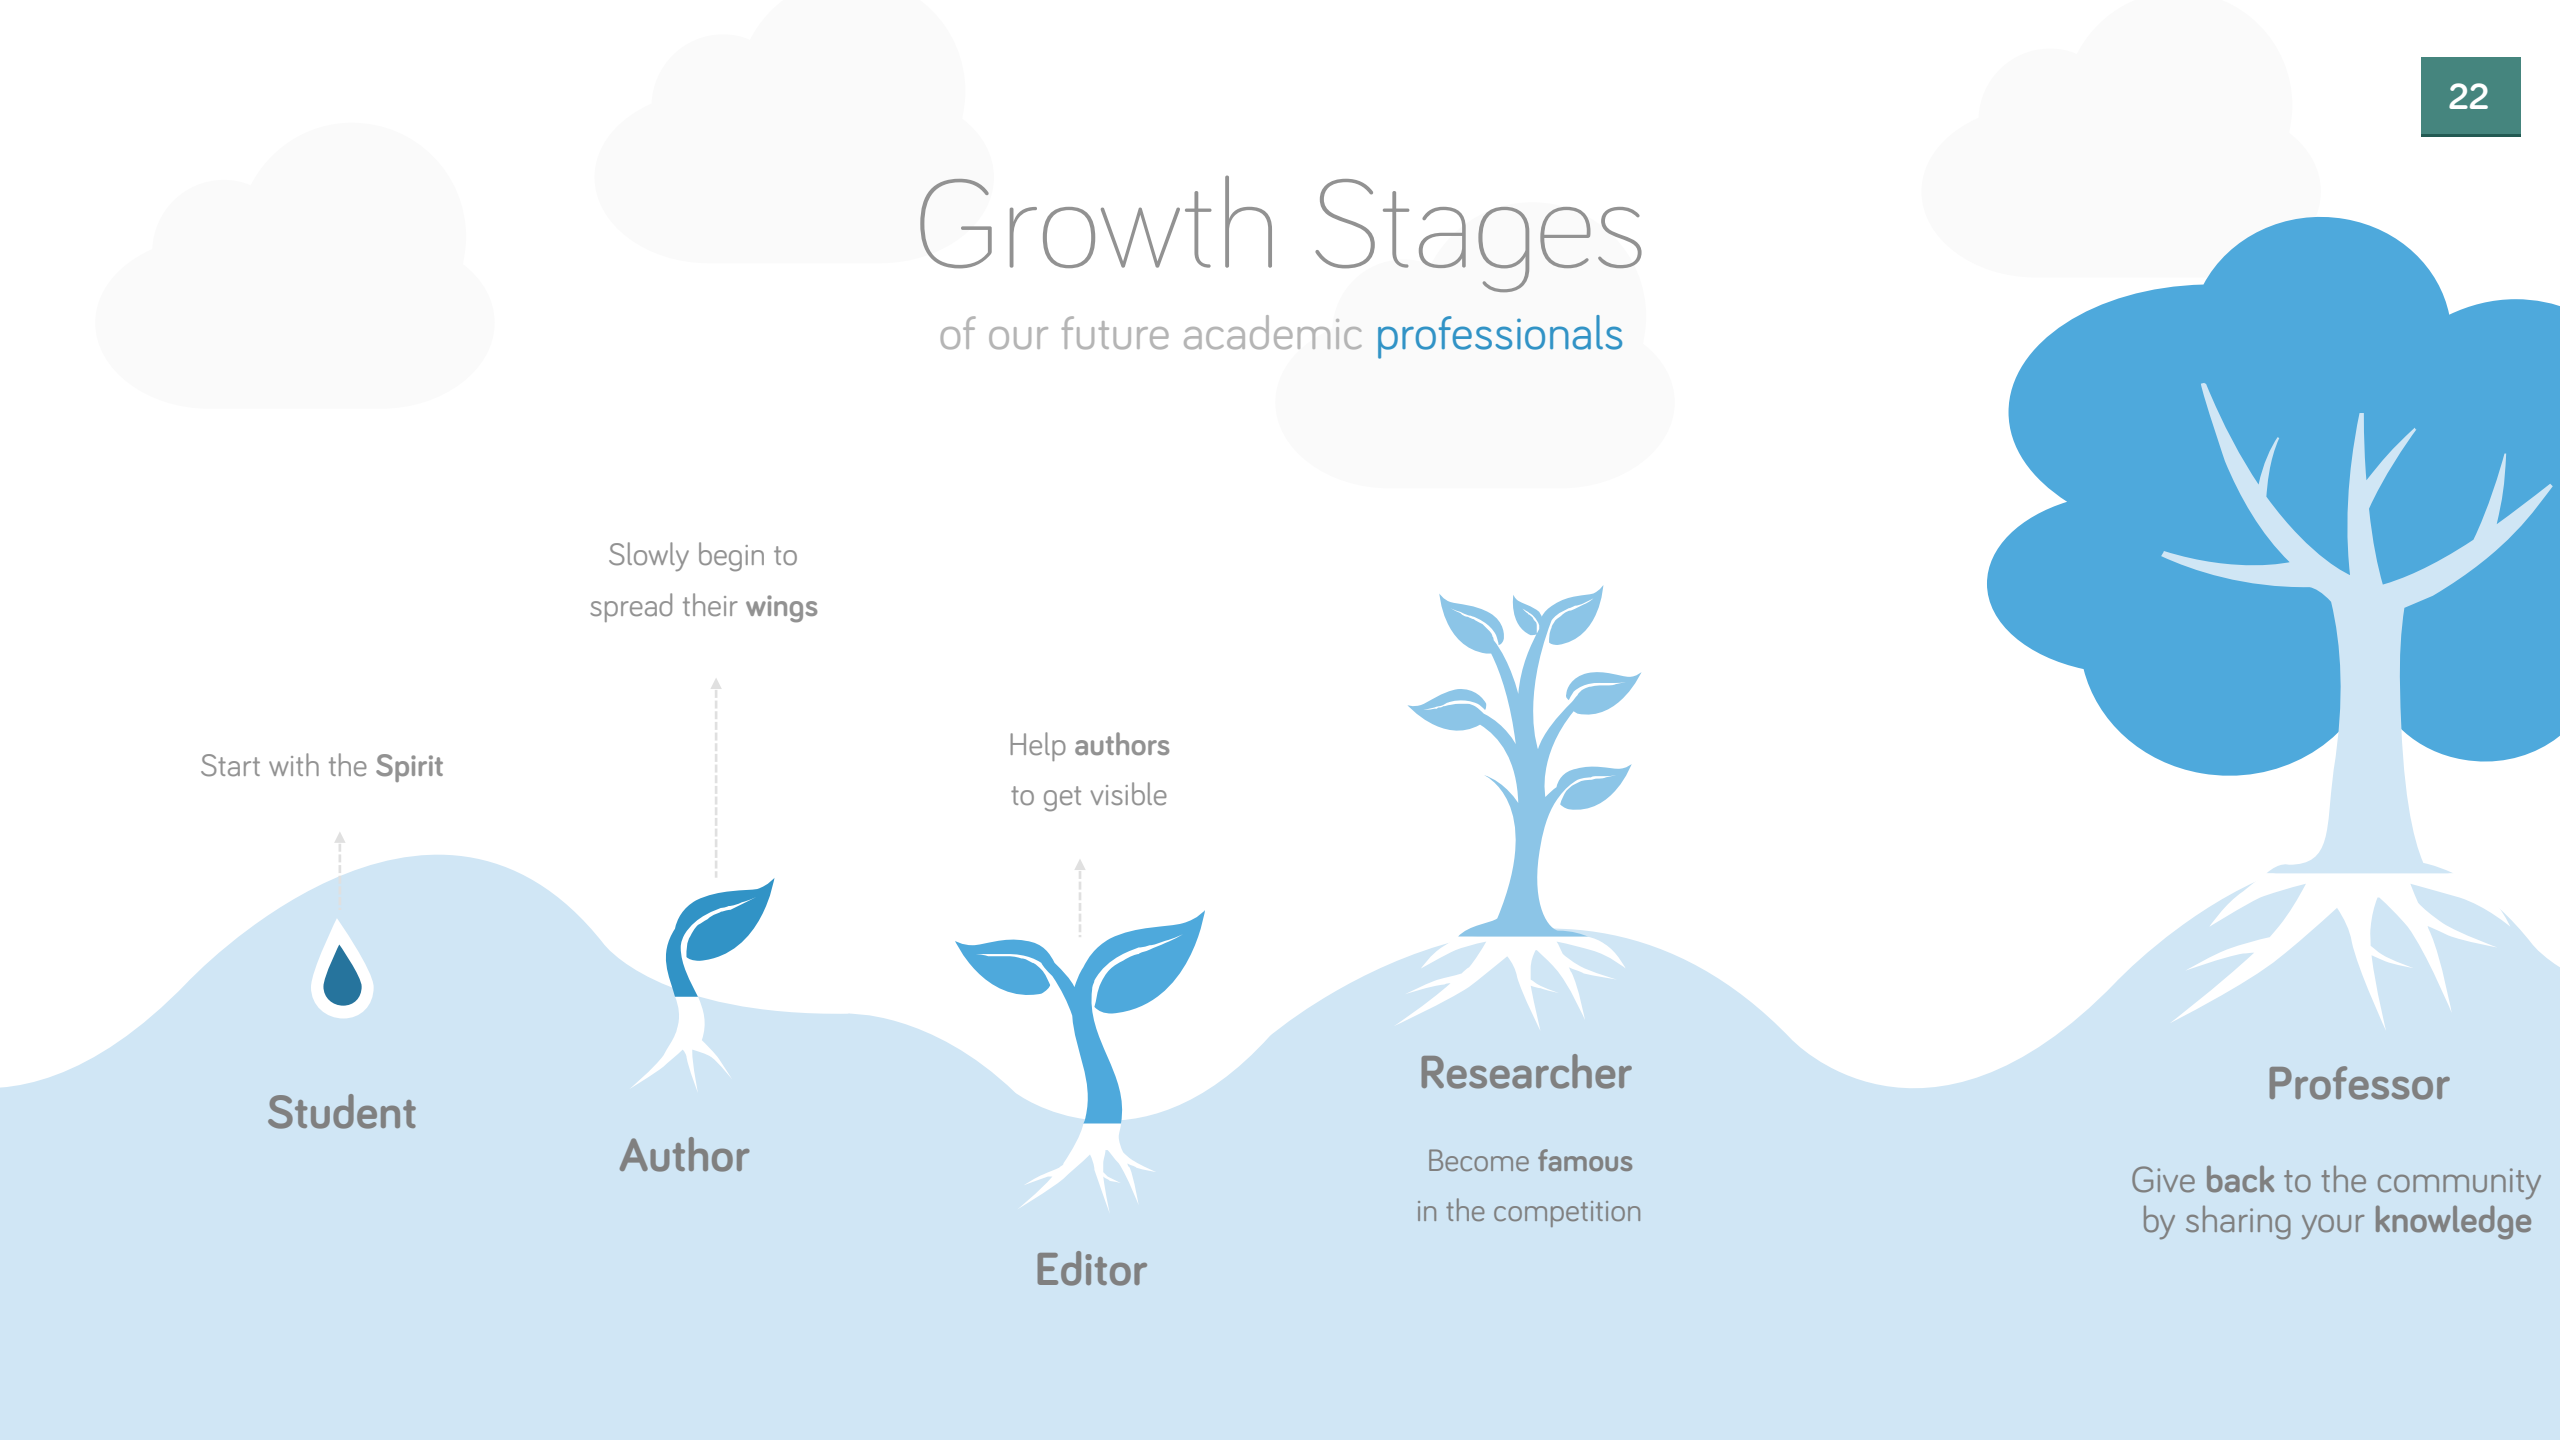 22
Growth Stages
of our future academic professionals
Slowly begin to
spread their wings
Start with the Spirit
Help authors
to get visible
Student
Author
Editor
Researcher
Become famous
in the competition
Professor
Give back to the community
by sharing your knowledge